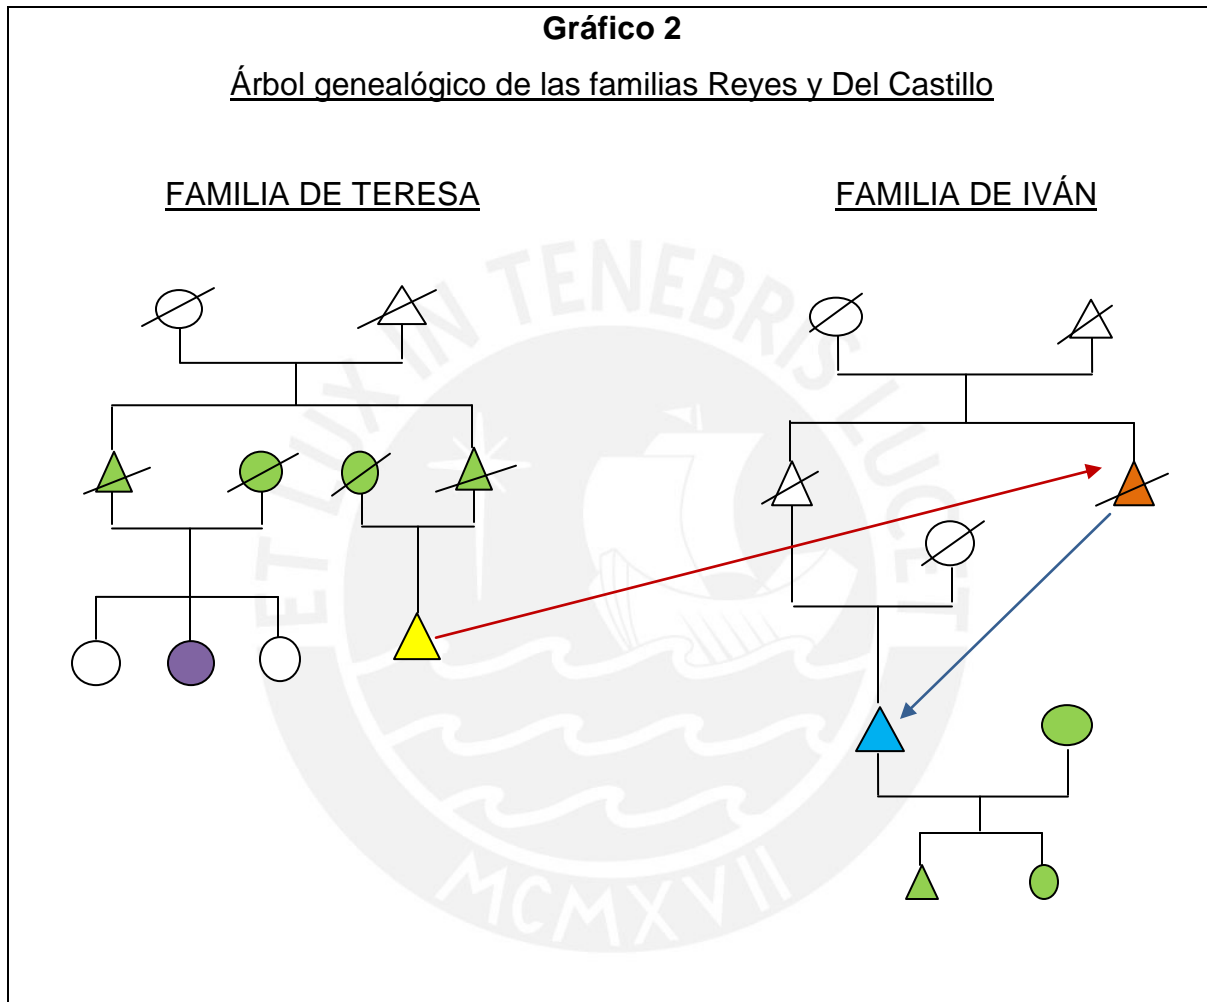 Gráfico 2
Árbol genealógico de las familias Reyes y Del Castillo
FAMILIA DE TERESA
FAMILIA DE IVÁN
ET LUX IN TENEBRIS LUCET
MCMXVII